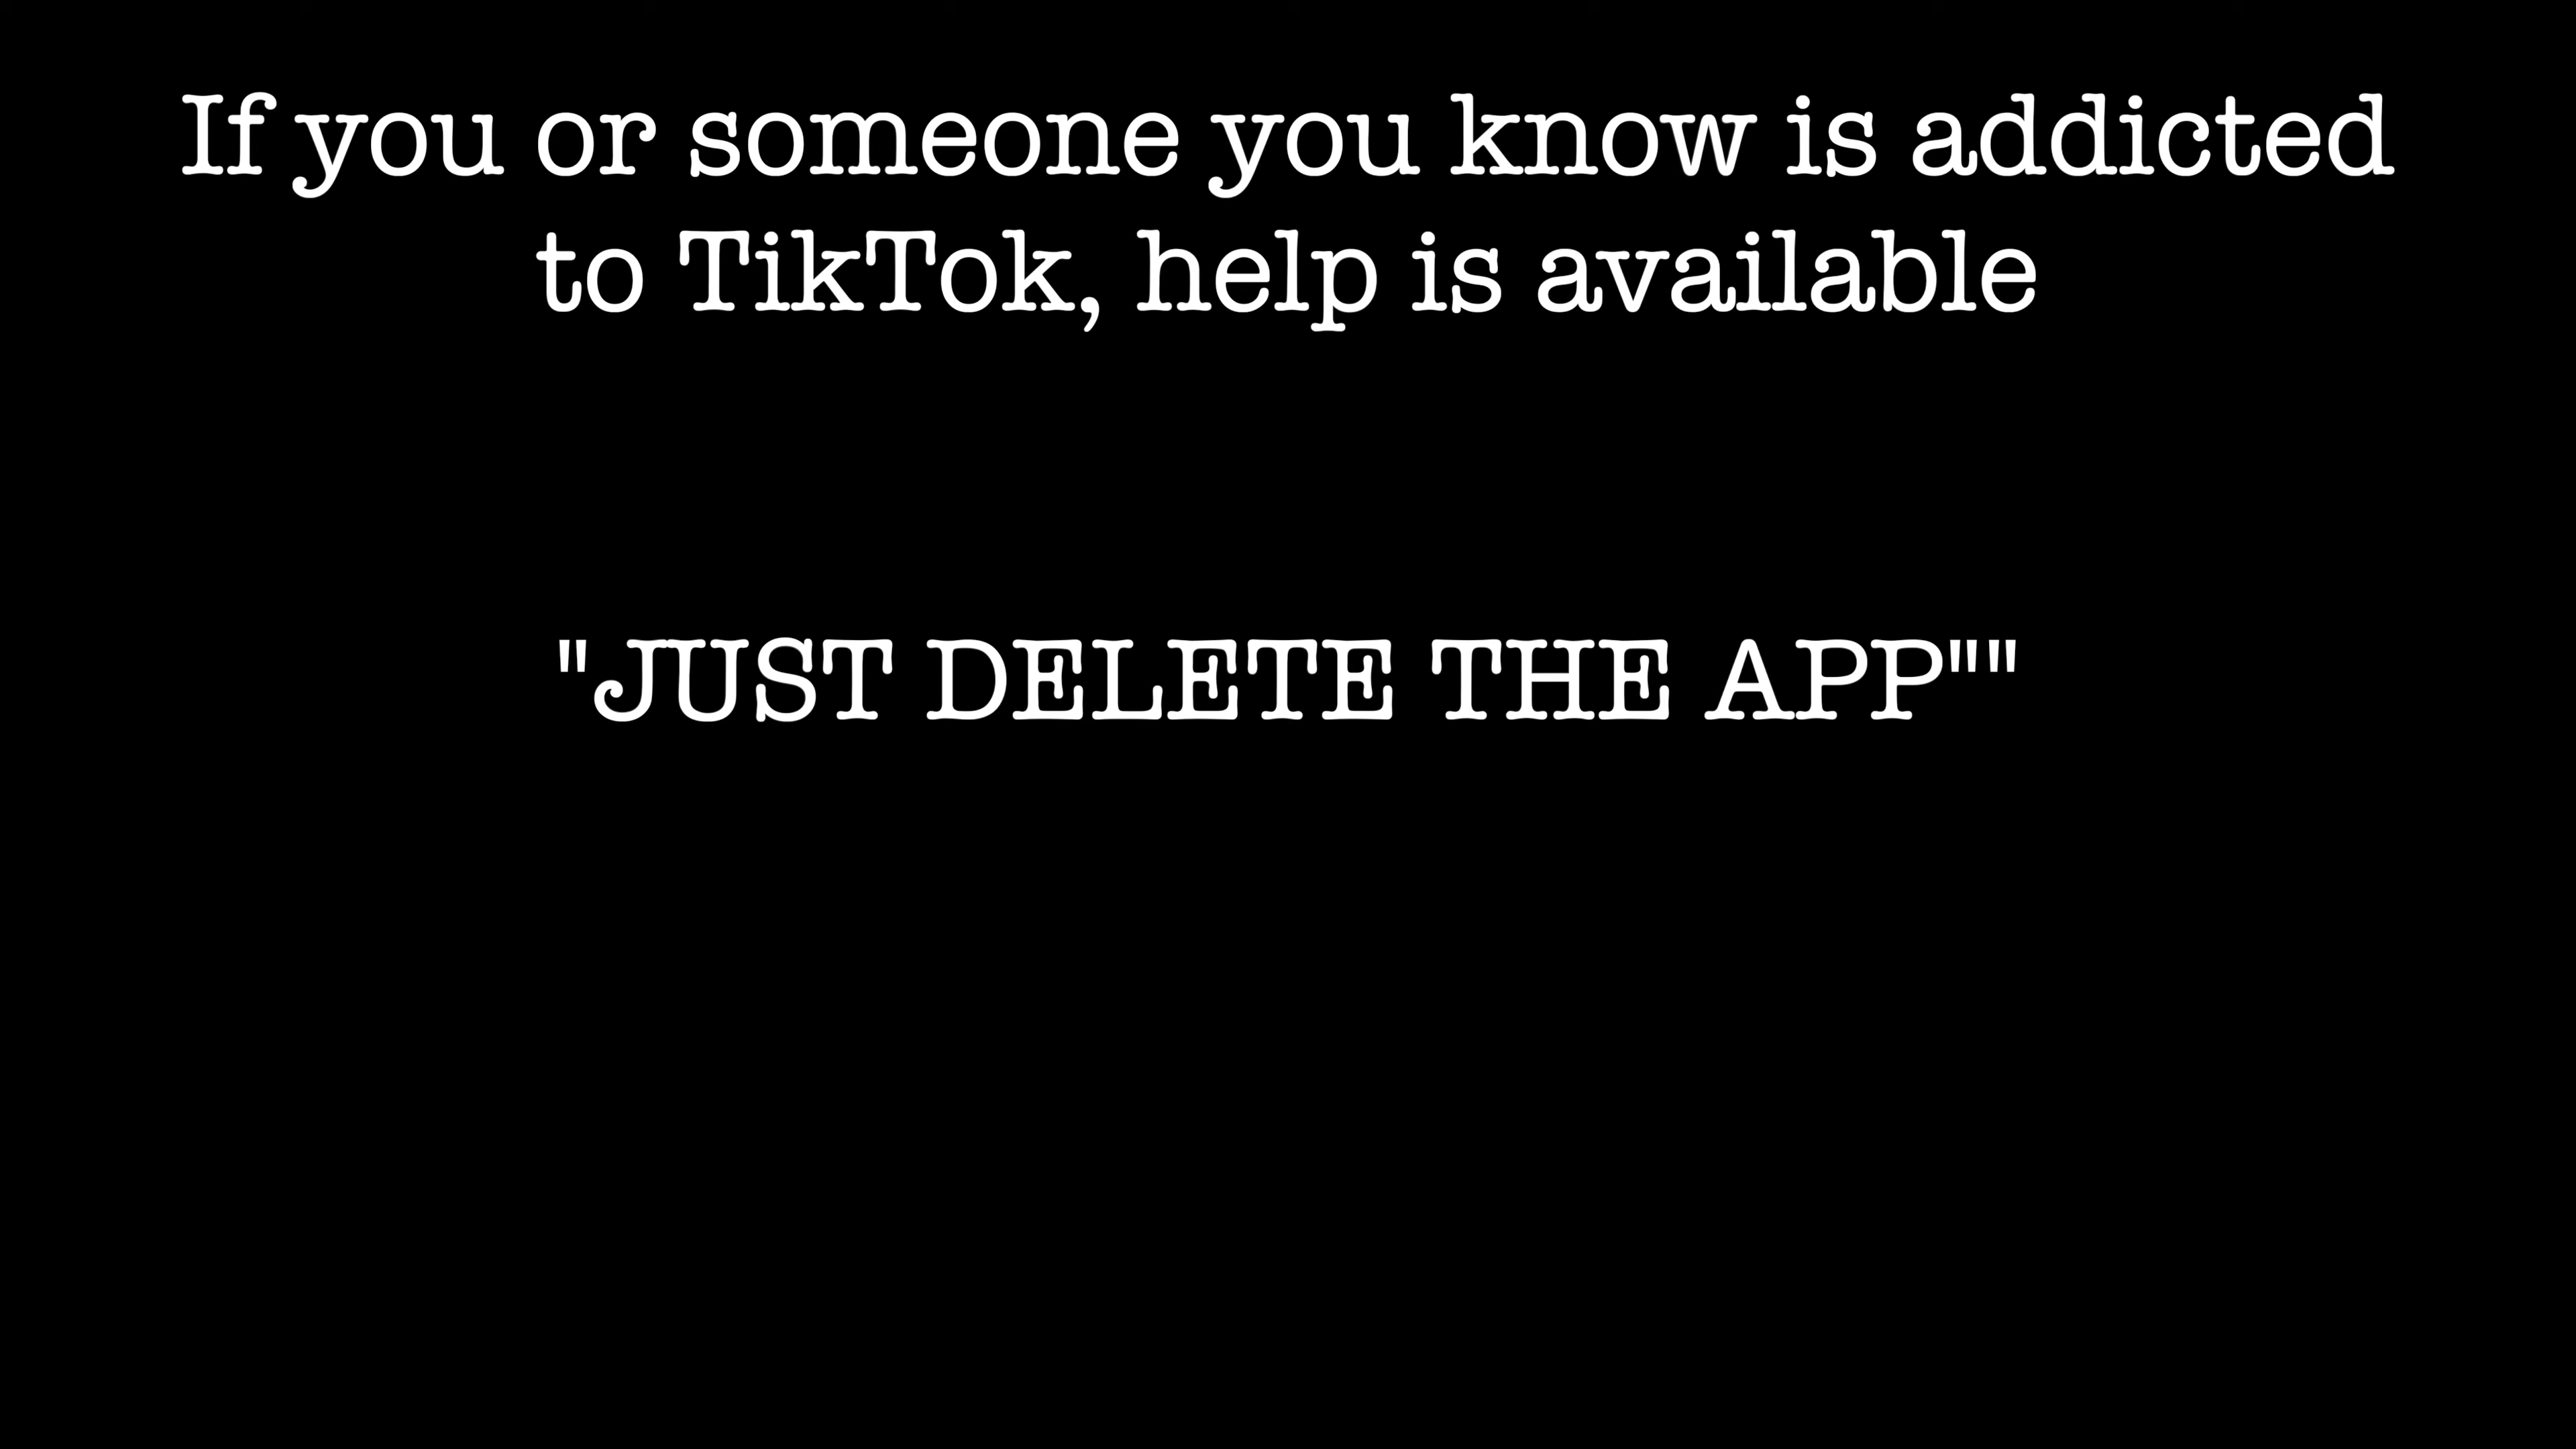 If you or someone you know is addicted
to TikTok, help is available
"JUST DELETE THE APP""